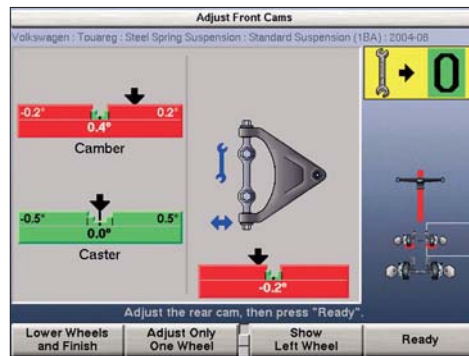 Adjust Front Cams
Volkswagen : Touareg : Steel Spring Suspension : Standard Suspension (1BA) : 2004-06
0
-0.2° 0.2°
0.4°
Camber
-0.5° 0.5°
0.0°
Caster
-0.2°
Adjust the rear cam, then press "Ready".
Lower Wheels and Finish
Adjust Only One Wheel
Show Left Wheel
Ready